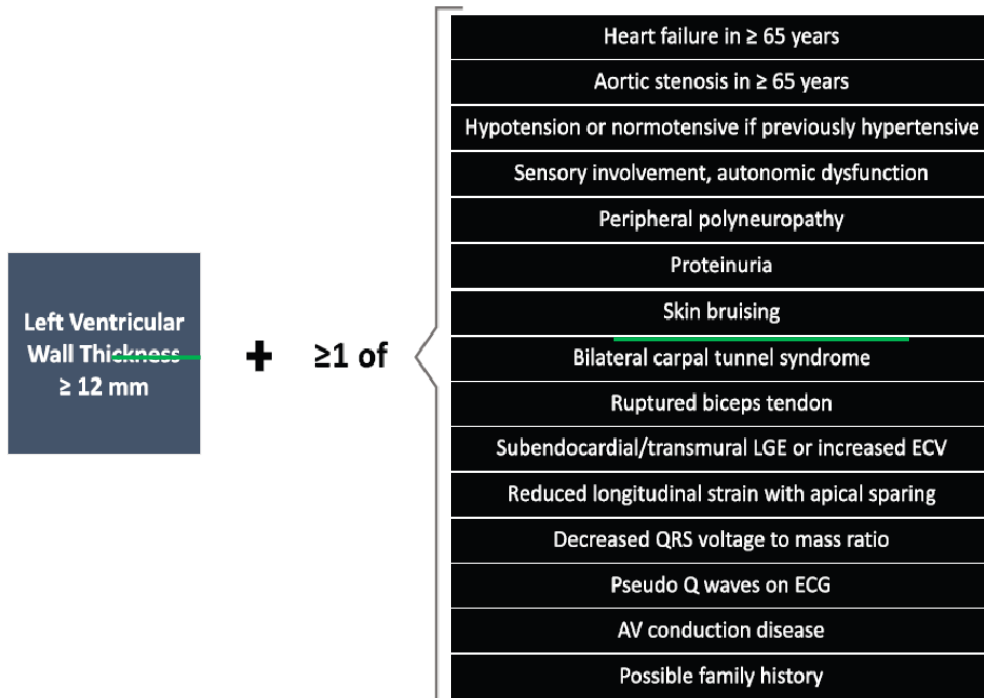 Left Ventricular
Wall Thickness
≥ 12 mm
+
≥1 of
Heart failure in ≥ 65 years
Aortic stenosis in ≥ 65 years
Hypotension or normotensive if previously hypertensive
Sensory involvement, autonomic dysfunction
Peripheral polyneuropathy
Proteinuria
Skin bruising
Bilateral carpal tunnel syndrome
Ruptured biceps tendon
Subendocardial/transmural LGE or increased ECV
Reduced longitudinal strain with apical sparing
Decreased QRS voltage to mass ratio
Pseudo Q waves on ECG
AV conduction disease
Possible family history